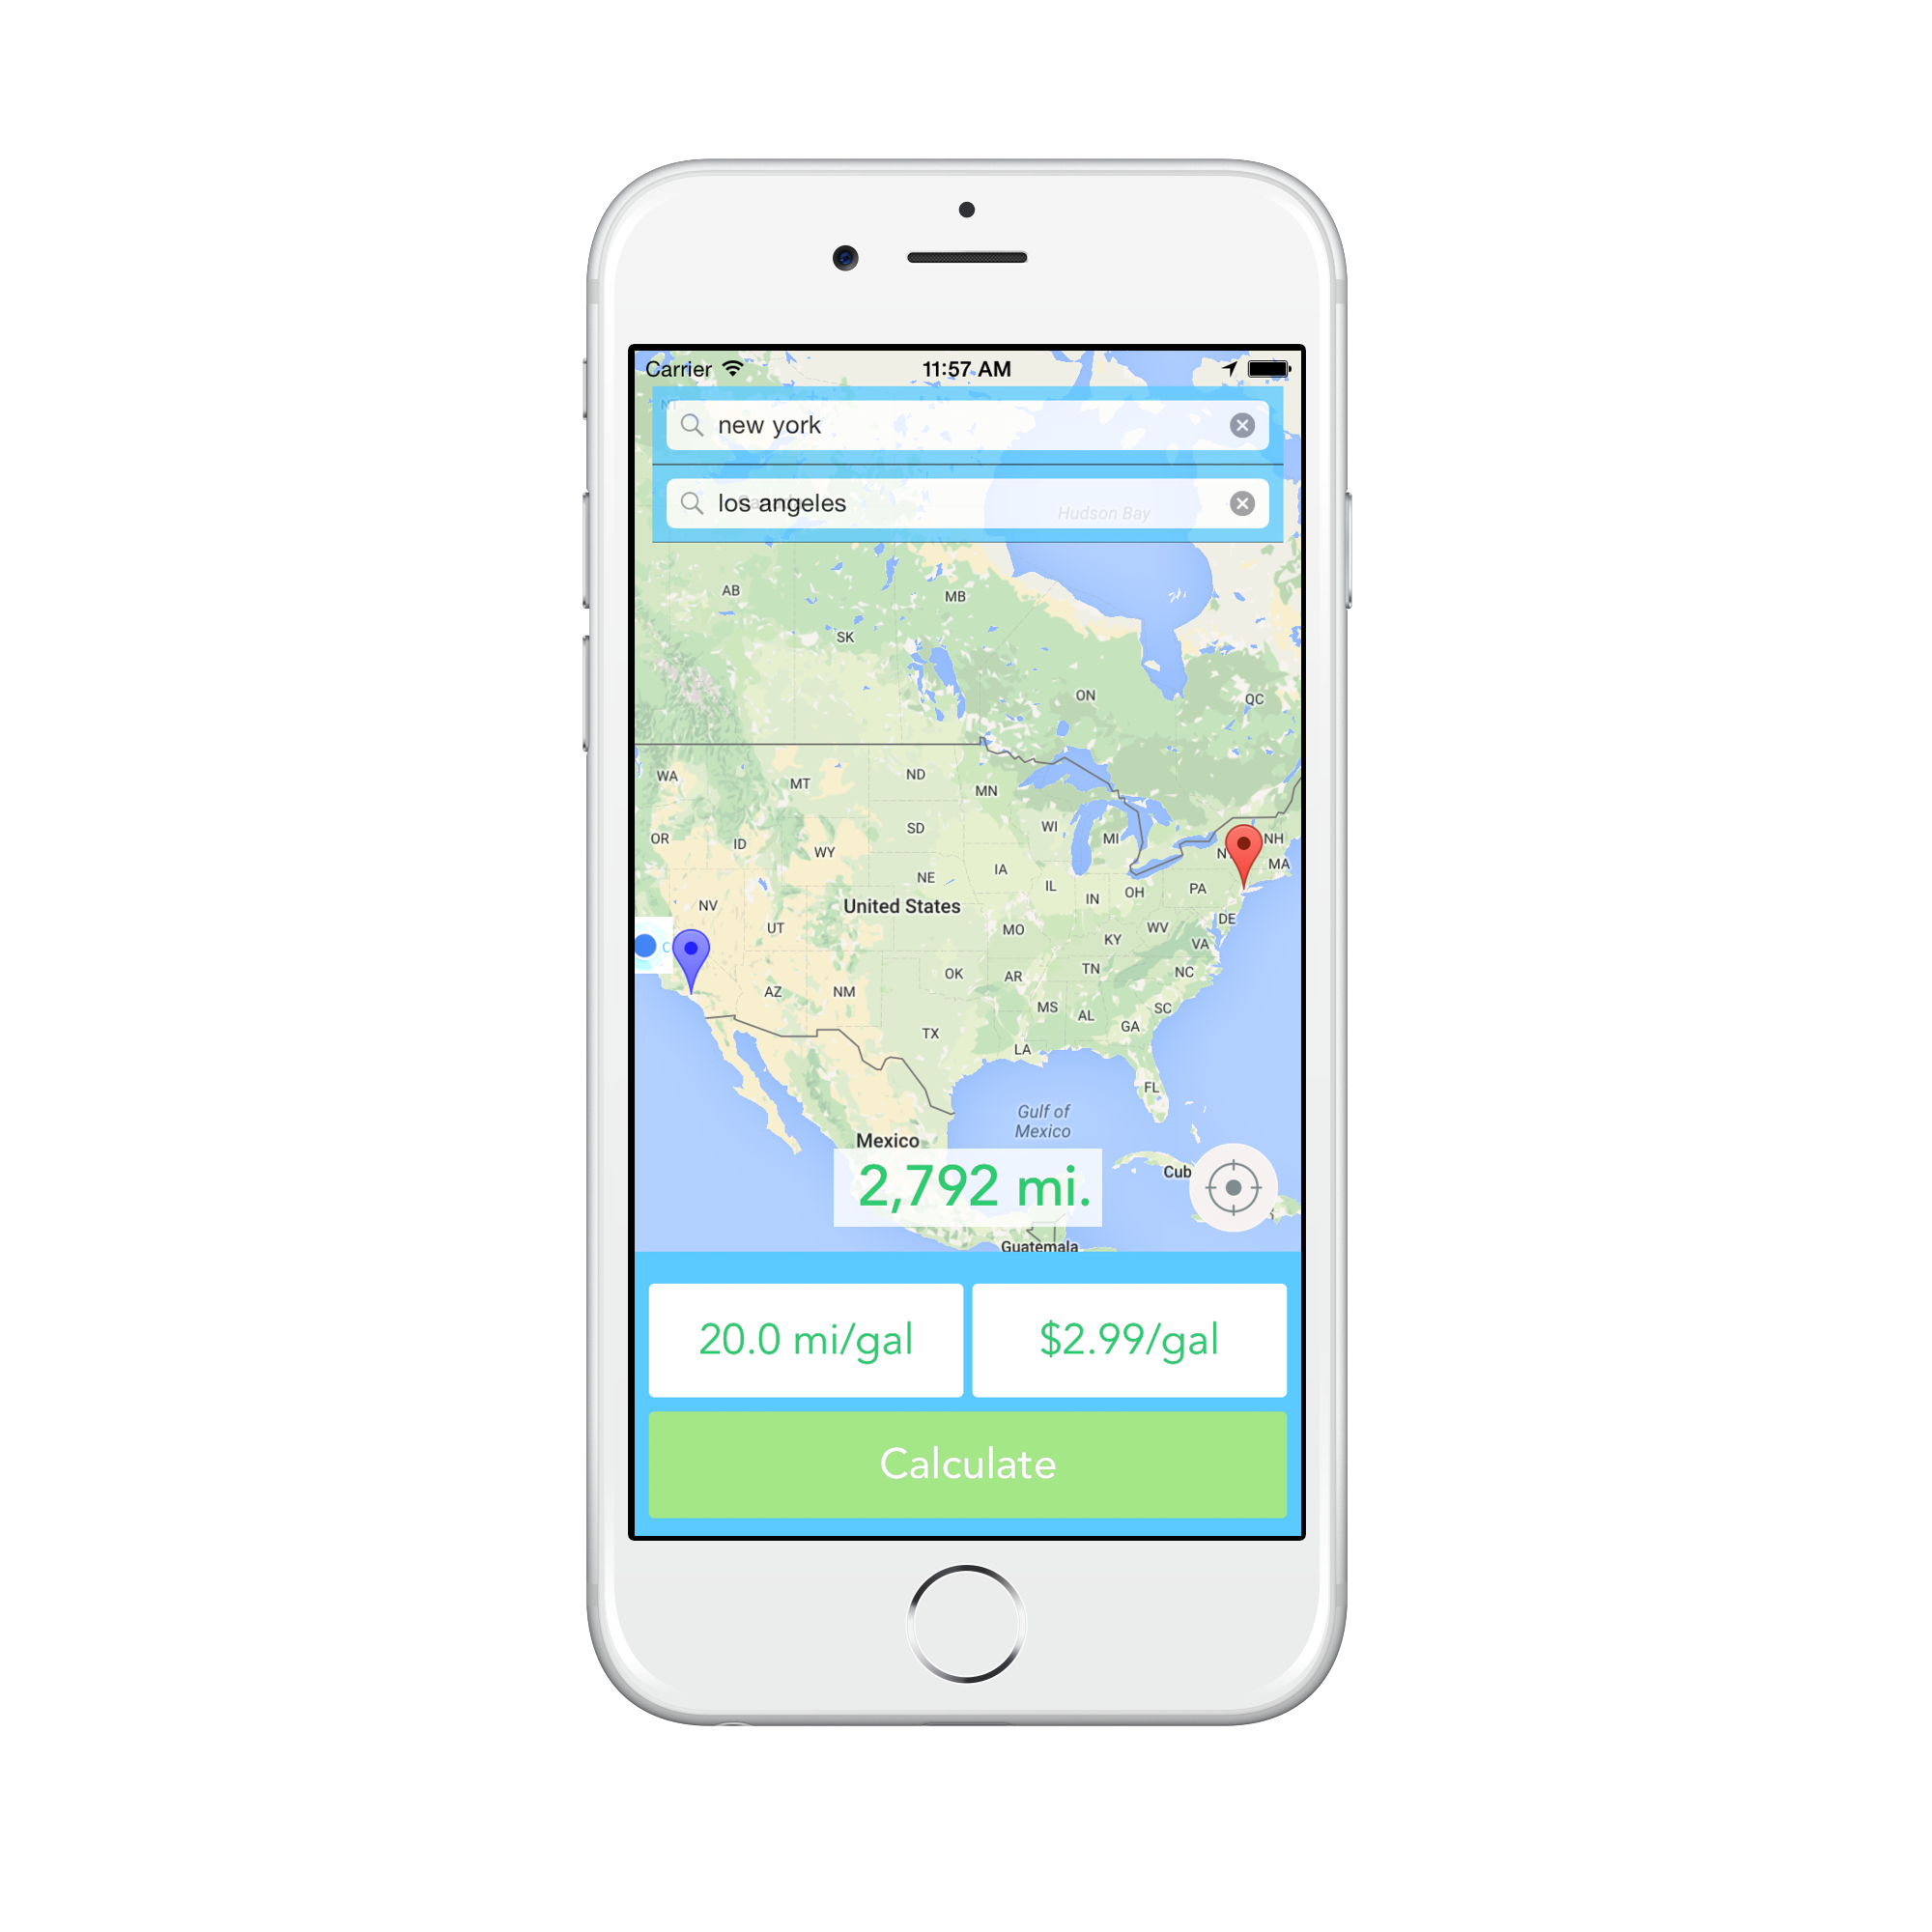 Carrier
11:57 AM
new york
los angeles
Hudson Bay
AB
MB
SK
ON
QC
WA
MT
ND
MN
OR
ID
WY
SD
WI
MI
NH
MA
NE
IA
IL
IN
OH
PA
NV
UT
United States
MO
KY
WV
VA
DE
AZ
NM
OK
AR
TN
NC
TX
MS
AL
GA
SC
LA
FL
Gulf of
Mexico
Mexico
2,792 mi.
Cub
Guatemala
20.0 mi/gal
$2.99/gal
Calculate